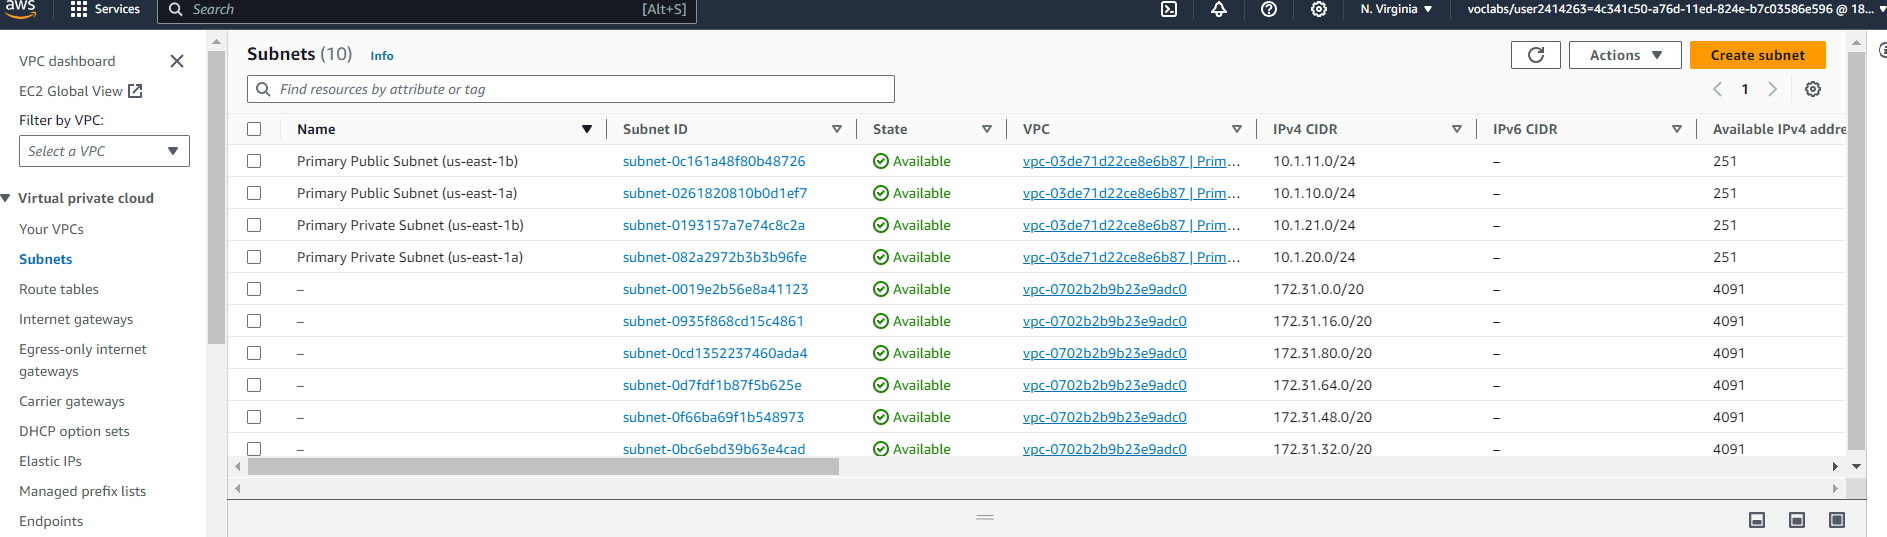 aws Services Search [Alt+S] N. Virginia voclabs/user2414263=4c341c50-a76d-11ed-824e-b7c03586e596 @ 18...
VPC dashboard
EC2 Global View
Filter by VPC:
Select a VPC
Virtual private cloud
Your VPCs
Subnets
Route tables
Internet gateways
Egress-only internet
gateways
Carrier gateways
DHCP option sets
Elastic IPs
Managed prefix lists
Endpoints
Subnets (10) Info Actions Create subnet
Find resources by attribute or tag 1
Name Subnet ID State VPC IPv4 CIDR IPv6 CIDR Available IPv4 addre
Primary Public Subnet (us-east-1b) subnet-0c161a48f80b48726 Available vpc-03de71d22ce8e6b87 | Prim... 10.1.11.0/24 – 251
Primary Public Subnet (us-east-1a) subnet-0261820810b0d1ef7 Available vpc-03de71d22ce8e6b87 | Prim... 10.1.10.0/24 – 251
Primary Private Subnet (us-east-1b) subnet-0193157a7e74c8c2a Available vpc-03de71d22ce8e6b87 | Prim... 10.1.21.0/24 – 251
Primary Private Subnet (us-east-1a) subnet-082a2972b3b3b96fe Available vpc-03de71d22ce8e6b87 | Prim... 10.1.20.0/24 – 251
– subnet-0019e2b56e8a41123 Available vpc-0702b2b9b23e9adc0 172.31.0.0/20 – 4091
– subnet-0935f868cd15c4861 Available vpc-0702b2b9b23e9adc0 172.31.16.0/20 – 4091
– subnet-0cd1352237460ada4 Available vpc-0702b2b9b23e9adc0 172.31.80.0/20 – 4091
– subnet-0d7fdf1b87f5b625e Available vpc-0702b2b9b23e9adc0 172.31.64.0/20 – 4091
– subnet-0f66ba69f1b548973 Available vpc-0702b2b9b23e9adc0 172.31.48.0/20 – 4091
– subnet-0bc6ebd39b63e4cad Available vpc-0702b2b9b23e9adc0 172.31.32.0/20 – 4091